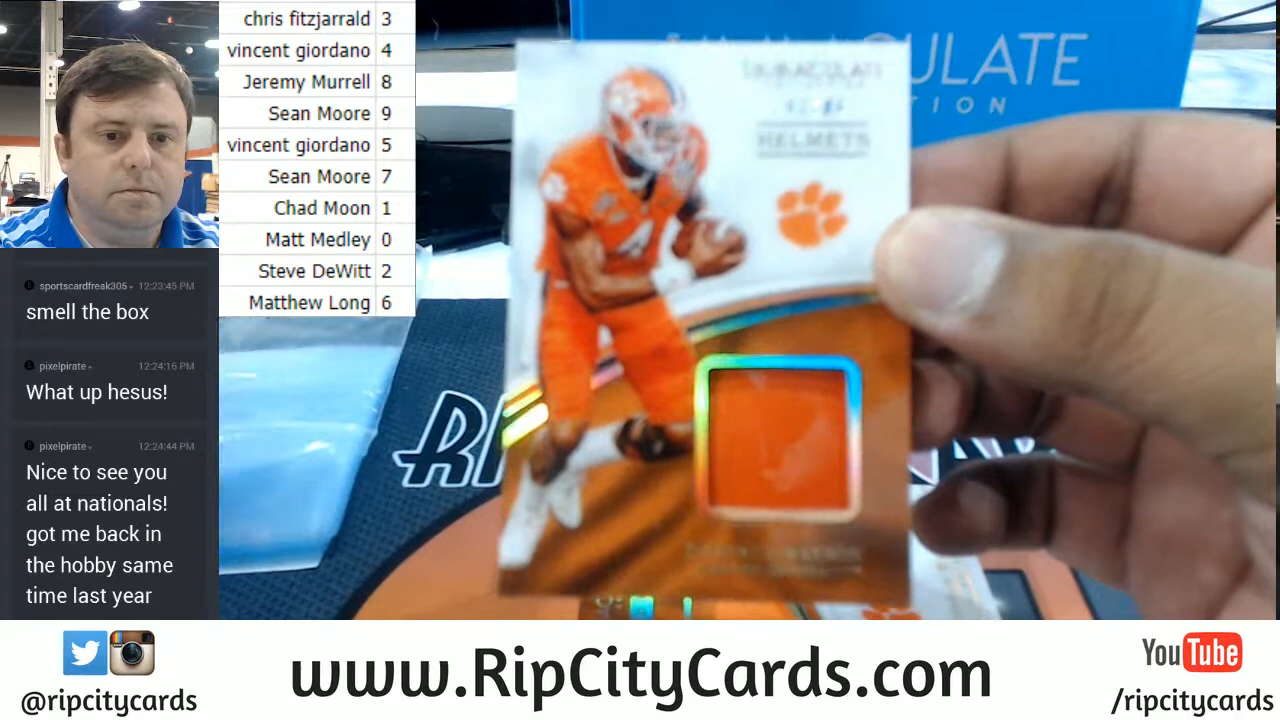 chris fitzjarrald 3
vincent giordano 4
Jeremy Murrell 8
Sean Moore 9
vincent giordano 5
Sean Moore 7
Chad Moon 1
Matt Medley 0
Steve DeWitt 2
Matthew Long 6
sportscardfreak305 12:23:45 PM
smell the box
pixelpirate 12:24:16 PM
What up hesus!
pixelpirate 12:24:44 PM
Nice to see you
all at nationals!
got me back in
the hobby same
time last year
HELMETS
4
www.RipCityCards.com
@ripcitycards
YouTube
/ripcitycards